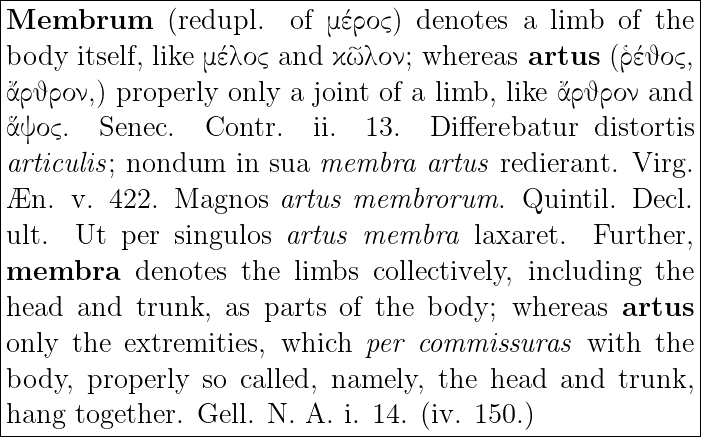 Membrum (redupl. of μέρος) denotes a limb of the
body itself, like μέλος and κῶλον; whereas artus (ῥέθος,
ἄρθρον,) properly only a joint of a limb, like ἄρθρον and
ἅψος. Senec. Contr. ii. 13. Differebatur distortis
articulis; nondum in sua membra artus redierant. Virg.
Æn. v. 422. Magnos artus membrorum. Quintil. Decl.
ult. Ut per singulos artus membra laxaret. Further,
membra denotes the limbs collectively, including the
head and trunk, as parts of the body; whereas artus
only the extremities, which per commissuras with the
body, properly so called, namely, the head and trunk,
hang together. Gell. N. A. i. 14. (iv. 150.)